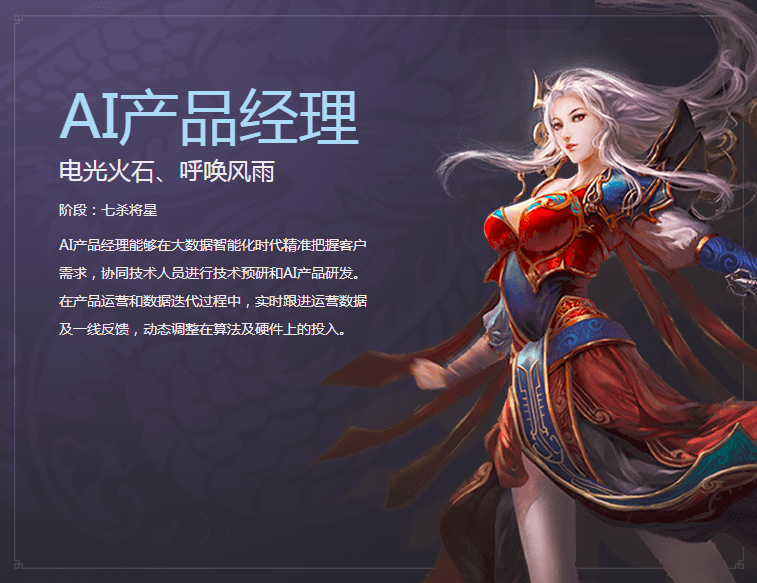 AI产品经理
电光火石、呼唤风雨
阶段：七杀将星
AI产品经理能够在大数据智能化时代精准把握客户
需求，协同技术人员进行技术预研和AI产品研发。
在产品运营和数据迭代过程中，实时跟进运营数据
及一线反馈，动态调整在算法及硬件上的投入。